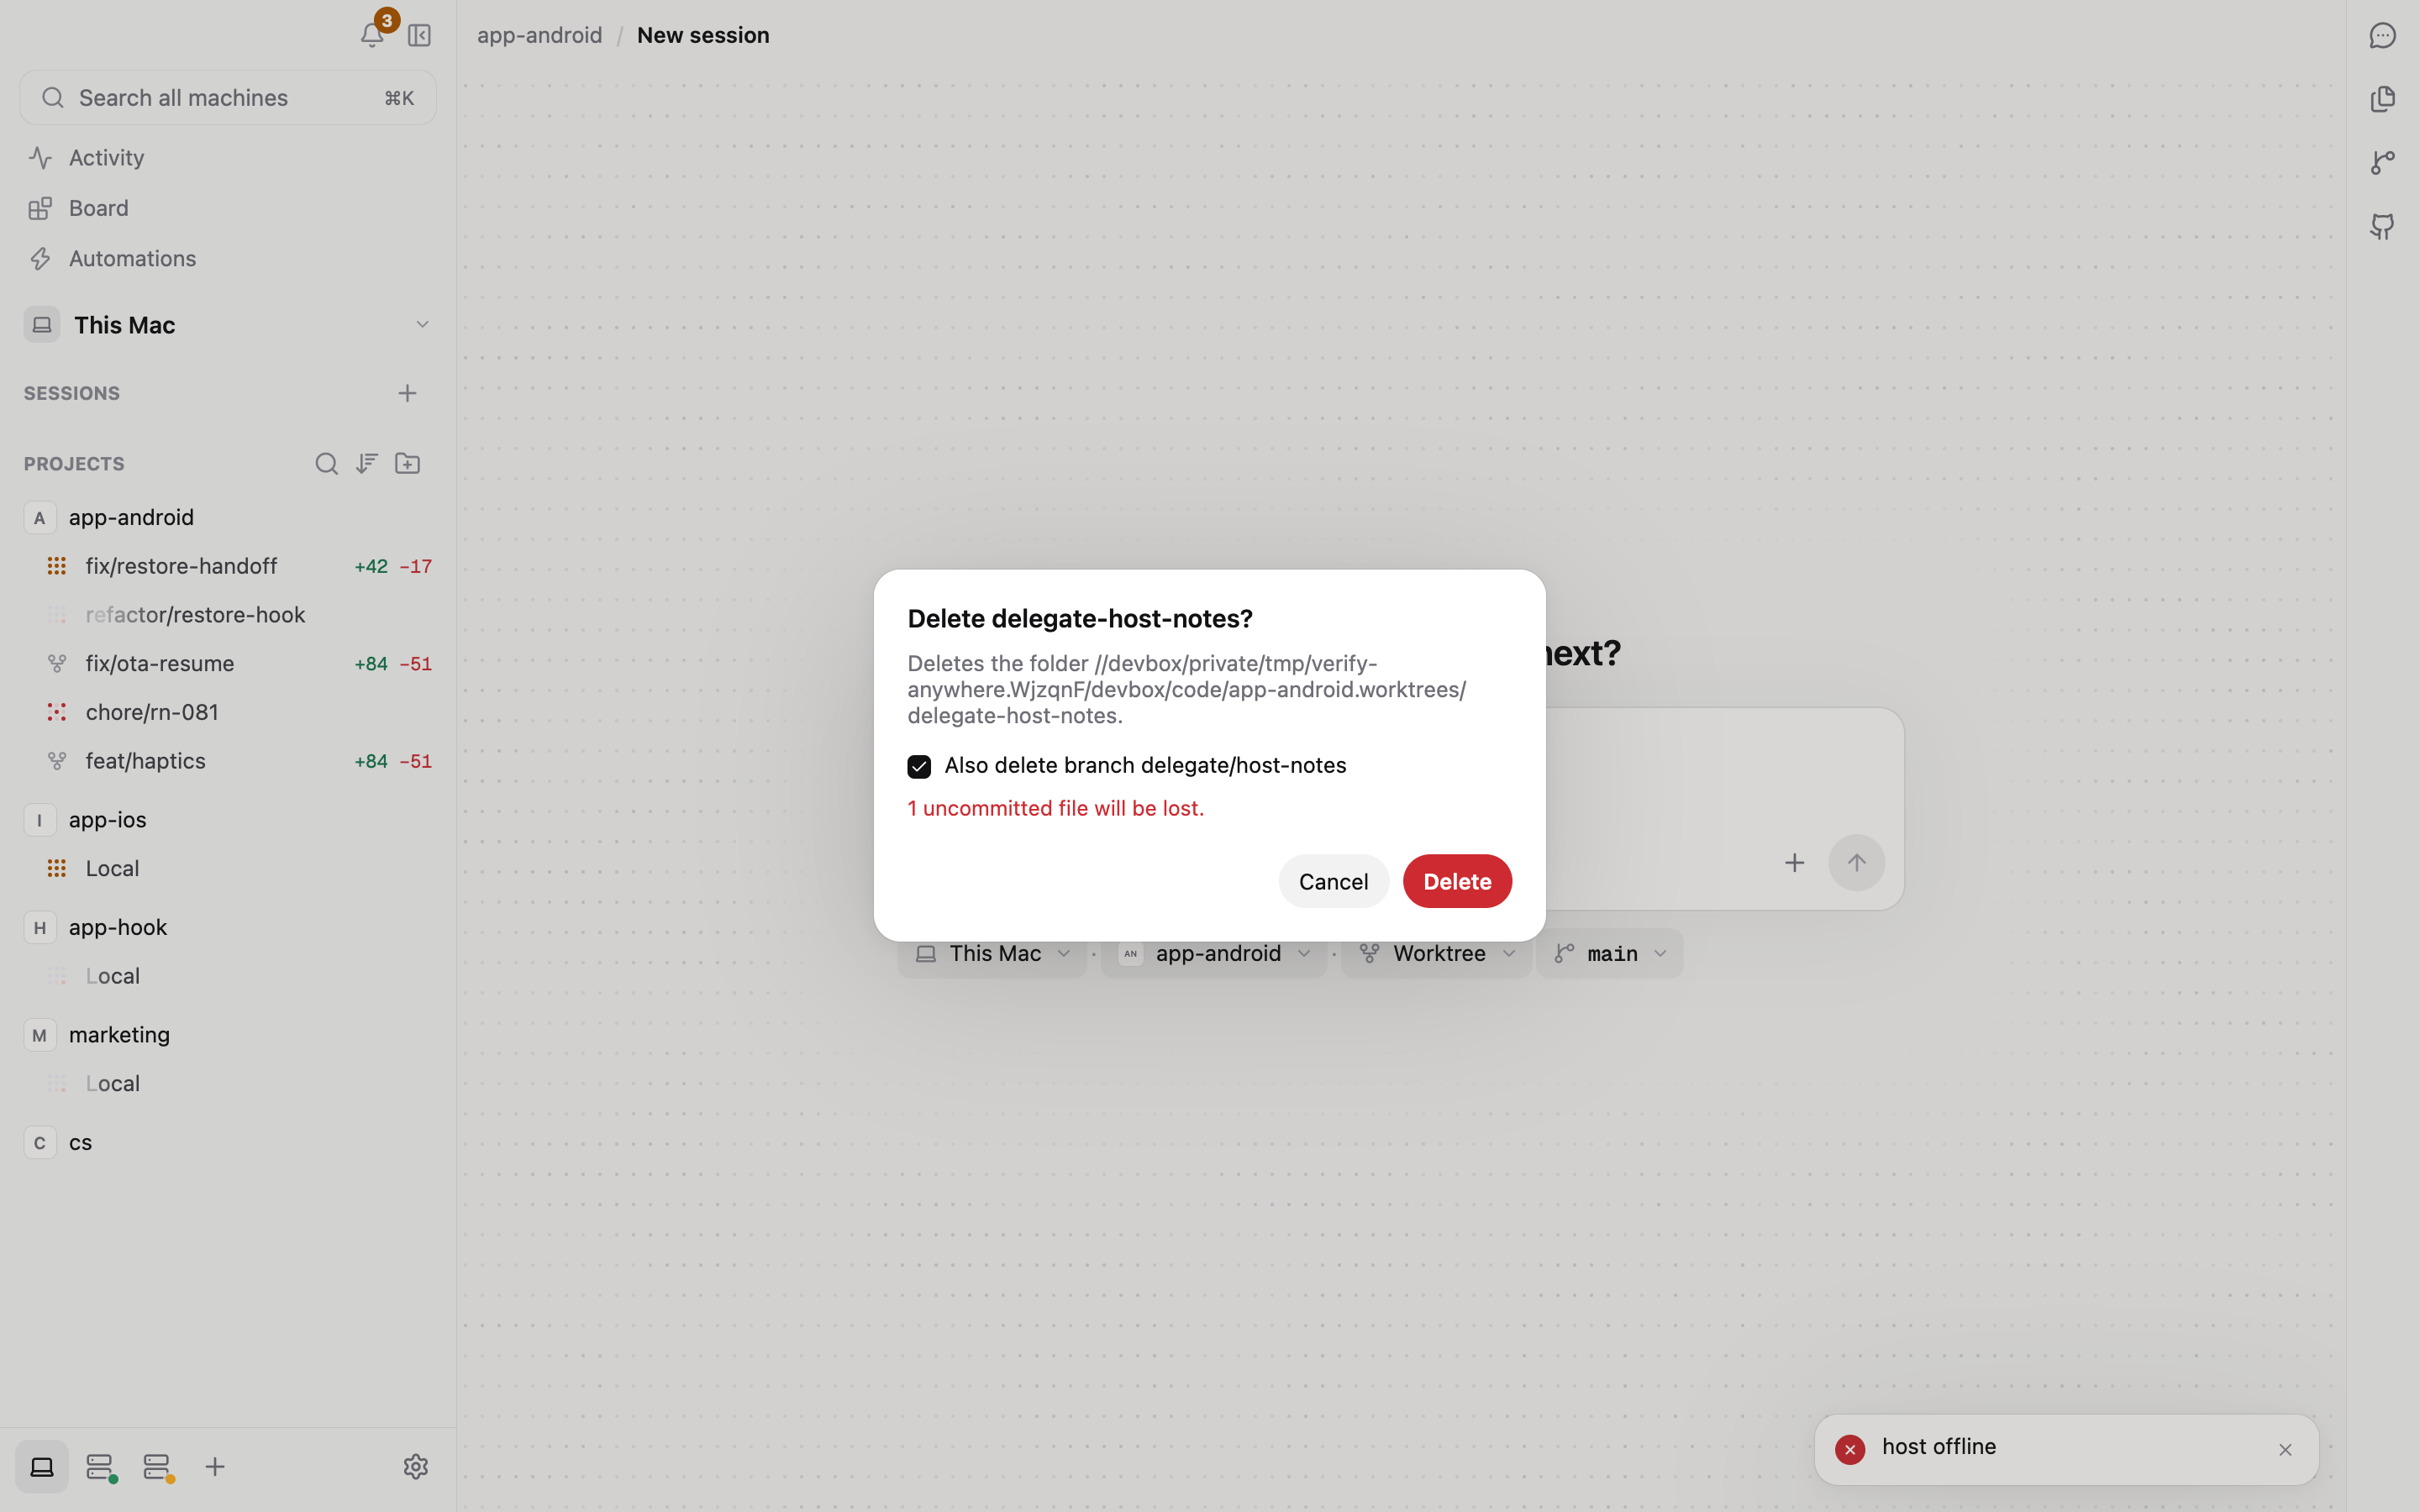 3
app-android / New session
Search all machines ⌘K
Activity
Board
Automations
This Mac
SESSIONS
PROJECTS
A app-android
fix/restore-handoff +42 −17
refactor/restore-hook
fix/ota-resume +84 −51
chore/rn-081
feat/haptics +84 −51
I app-ios
Local
H app-hook
Local
M marketing
Local
C cs
next?
Delete delegate-host-notes?
Deletes the folder //devbox/private/tmp/verify-
anywhere.WjzqnF/devbox/code/app-android.worktrees/
delegate-host-notes.
Also delete branch delegate/host-notes
1 uncommitted file will be lost.
Cancel Delete
This Mac · AN app-android · Worktree main
host offline